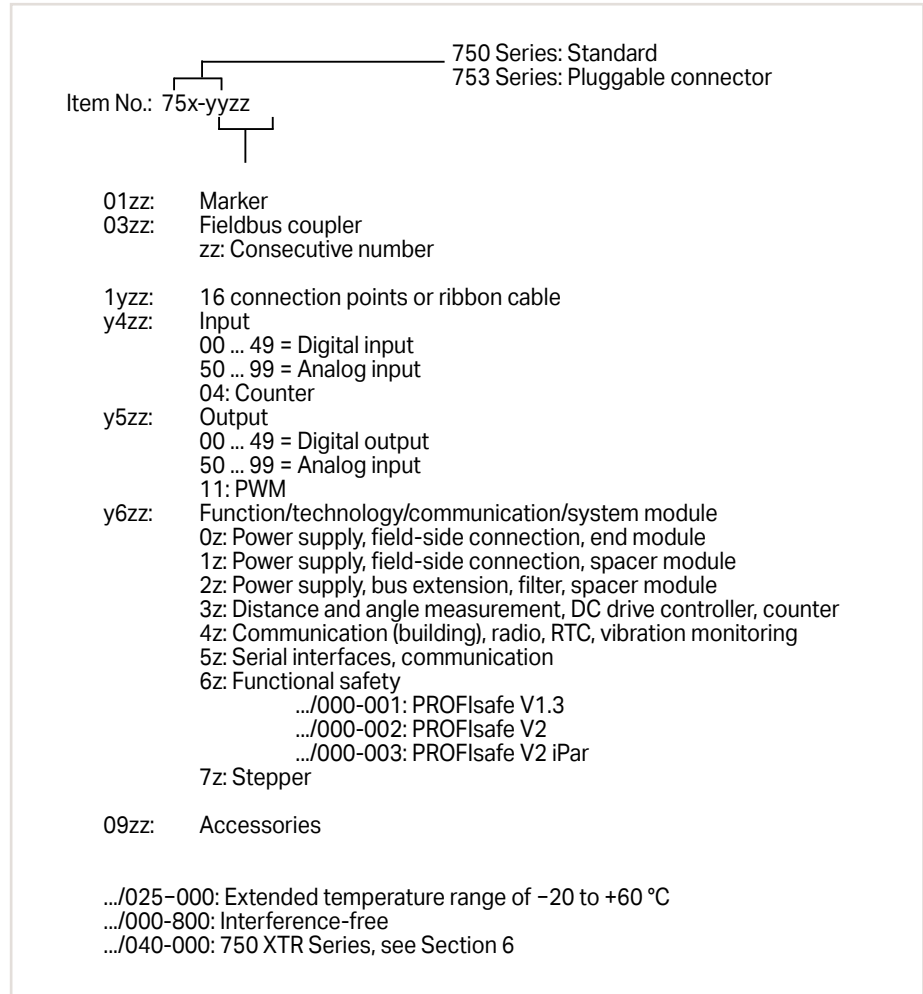 750 Series: Standard
753 Series: Pluggable connector
Item No.: 75x-yyzz
01zz: Marker
03zz: Fieldbus coupler
zz: Consecutive number
1yzz: 16 connection points or ribbon cable
y4zz: Input
00 ... 49 = Digital input
50 ... 99 = Analog input
04: Counter
y5zz: Output
00 ... 49 = Digital output
50 ... 99 = Analog input
11: PWM
y6zz: Function/technology/communication/system module
0z: Power supply, field-side connection, end module
1z: Power supply, field-side connection, spacer module
2z: Power supply, bus extension, filter, spacer module
3z: Distance and angle measurement, DC drive controller, counter
4z: Communication (building), radio, RTC, vibration monitoring
5z: Serial interfaces, communication
6z: Functional safety
.../000-001: PROFIsafe V1.3
.../000-002: PROFIsafe V2
.../000-003: PROFIsafe V2 iPar
7z: Stepper
09zz: Accessories
.../025−000: Extended temperature range of −20 to +60 °C
.../000-800: Interference-free
.../040-000: 750 XTR Series, see Section 6